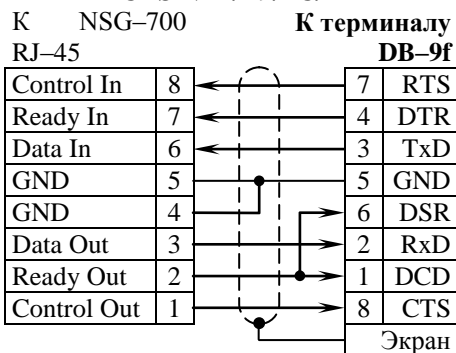 К NSG–700 К терминалу
RJ–45 DB–9f
Control In 8 7 RTS
Ready In 7 4 DTR
Data In 6 3 TxD
GND 5 5 GND
GND 4 6 DSR
Data Out 3 2 RxD
Ready Out 2 1 DCD
Control Out 1 8 CTS
Экран